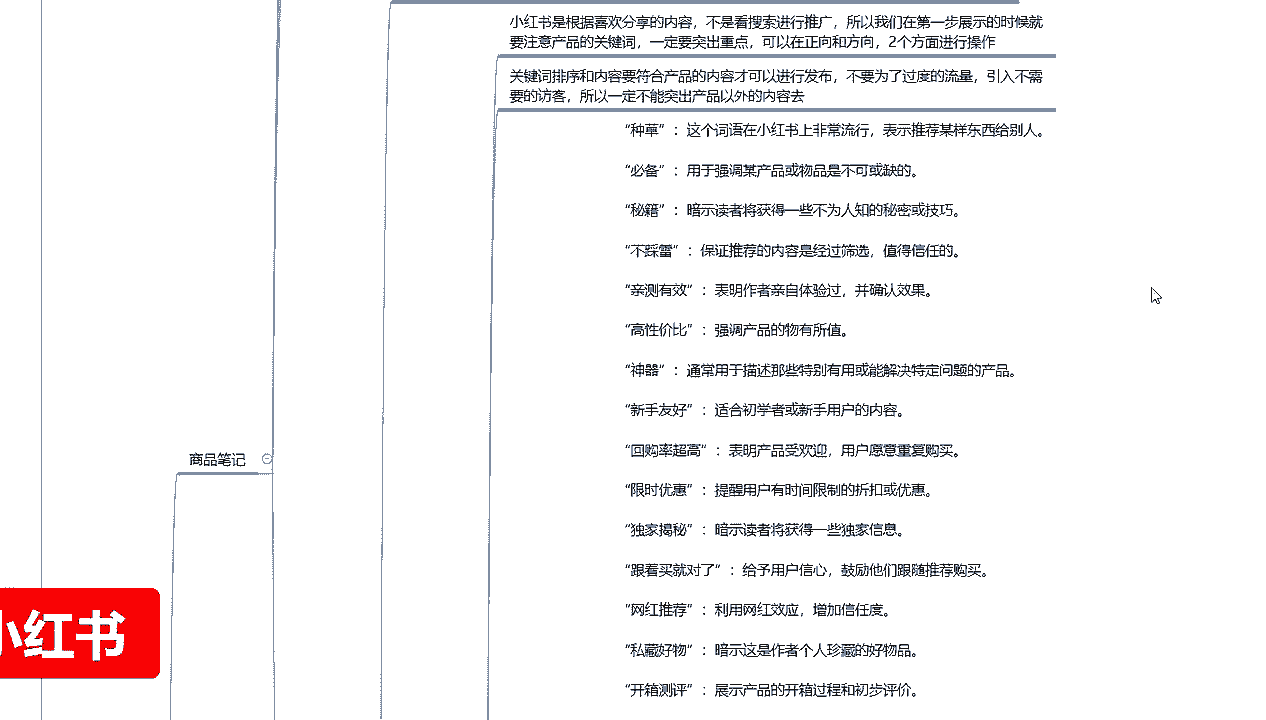 小红书是根据喜欢分享的内容，不是看搜索进行推广，所以我们在第一步展示的时候就
要注意产品的关键词，一定要突出重点，可以在正向和方向，2个方面进行操作
关键词排序和内容要符合产品的内容才可以进行发布，不要为了过度的流量，引入不需
要的访客，所以一定不能突出产品以外的内容去
“种草”：这个词语在小红书上非常流行，表示推荐某样东西给别人。
“必备”：用于强调某产品或物品是不可或缺的。
“秘籍”：暗示读者将获得一些不为人知的秘密或技巧。
“不踩雷”：保证推荐的内容是经过筛选，值得信任的。
“亲测有效”：表明作者亲自体验过，并确认效果。
“高性价比”：强调产品的物有所值。
“神器”：通常用于描述那些特别有用或能解决特定问题的产品。
“新手友好”：适合初学者或新手用户的内容。
“回购率超高”：表明产品受欢迎，用户愿意重复购买。
商品笔记
“限时优惠”：提醒用户有时间限制的折扣或优惠。
“独家揭秘”：暗示读者将获得一些独家信息。
“跟着买就对了”：给予用户信心，鼓励他们跟随推荐购买。
“网红推荐”：利用网红效应，增加信任度。
小红书
“私藏好物”：暗示这是作者个人珍藏的好物品。
“开箱测评”：展示产品的开箱过程和初步评价。